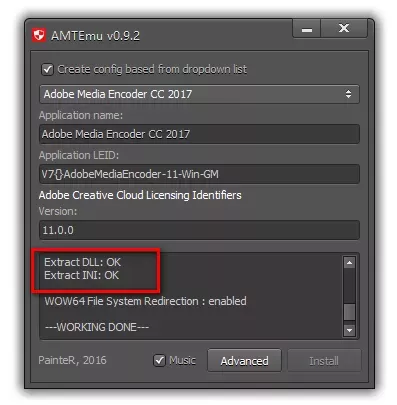 AMTEmu v0.9.2
Create config based from dropdown list
Adobe Media Encoder CC 2017
Application name:
Adobe Media Encoder CC 2017
Application LEID:
V7{}AdobeMediaEncoder-11-Win-GM
Adobe Creative Cloud Licensing Identifiers
Version:
11.0.0
Extract DLL: OK
Extract INI: OK
WOW64 File System Redirection : enabled
---WORKING DONE---
PainteR, 2016 Music Advanced Install